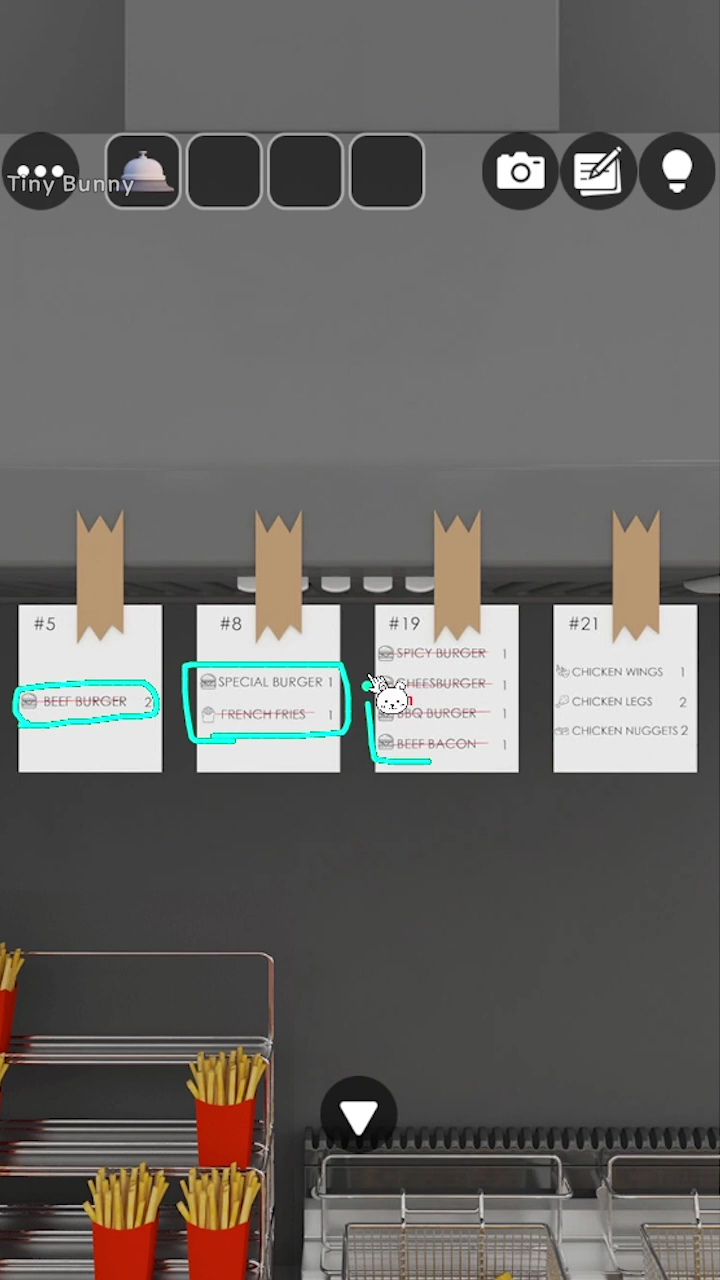 Tiny Bunny
#5
BEEF BURGER 2
#8
SPECIAL BURGER 1
FRENCH FRIES 1
#19
SPICY BURGER 1
CHEESBURGER 1
BBQ BURGER 1
BEEF BACON 1
#21
CHICKEN WINGS 1
CHICKEN LEGS 2
CHICKEN NUGGETS 2